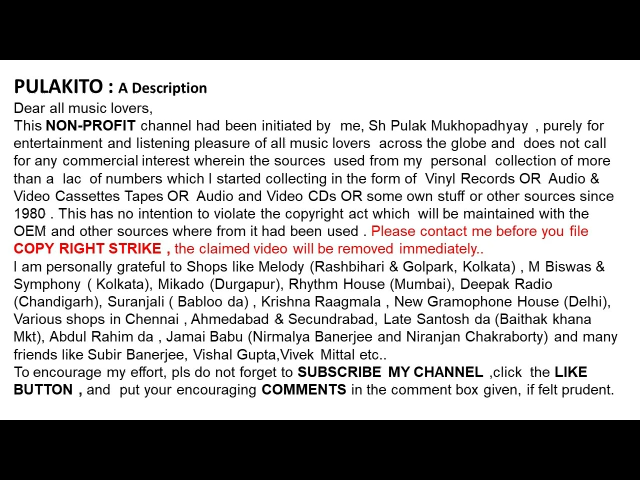 PULAKITO : A Description
Dear all music lovers,
This NON-PROFIT channel had been initiated by me, Sh Pulak Mukhopadhyay , purely for
entertainment and listening pleasure of all music lovers across the globe and does not call
for any commercial interest wherein the sources used from my personal collection of more
than a lac of numbers which I started collecting in the form of Vinyl Records OR Audio &
Video Cassettes Tapes OR Audio and Video CDs OR some own stuff or other sources since
1980 . This has no intention to violate the copyright act which will be maintained with the
OEM and other sources where from it had been used . Please contact me before you file
COPY RIGHT STRIKE , the claimed video will be removed immediately..
I am personally grateful to Shops like Melody (Rashbihari & Golpark, Kolkata) , M Biswas &
Symphony ( Kolkata), Mikado (Durgapur), Rhythm House (Mumbai), Deepak Radio
(Chandigarh), Suranjali ( Babloo da) , Krishna Raagmala , New Gramophone House (Delhi),
Various shops in Chennai , Ahmedabad & Secundrabad, Late Santosh da (Baithak khana
Mkt), Abdul Rahim da , Jamai Babu (Nirmalya Banerjee and Niranjan Chakraborty) and many
friends like Subir Banerjee, Vishal Gupta,Vivek Mittal etc..
To encourage my effort, pls do not forget to SUBSCRIBE MY CHANNEL ,click the LIKE
BUTTON , and put your encouraging COMMENTS in the comment box given, if felt prudent.